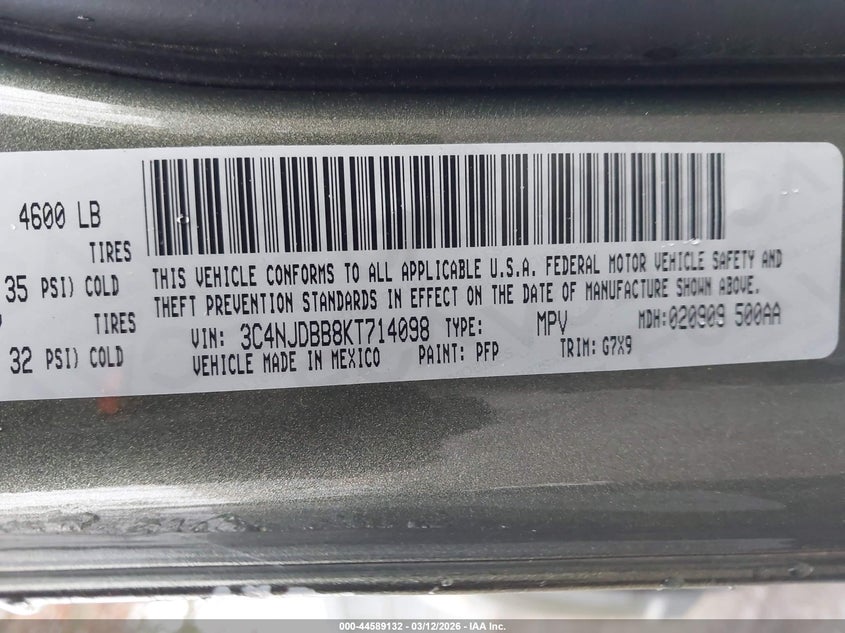 4600 LB
TIRES
35 PSI) COLD
TIRES
32 PSI) COLD
THIS VEHICLE CONFORMS TO ALL APPLICABLE U.S.A. FEDERAL MOTOR VEHICLE SAFETY AND
THEFT PREVENTION STANDARDS IN EFFECT ON THE DATE OF MANUFACTURE SHOWN ABOVE.
VIN: 3C4NJDBB8KT714098 TYPE: MPV MDH:020909 500AA
VEHICLE MADE IN MEXICO PAINT: PFP TRIM: G7X9
000-44589132 - 03/12/2026 - IAA Inc.